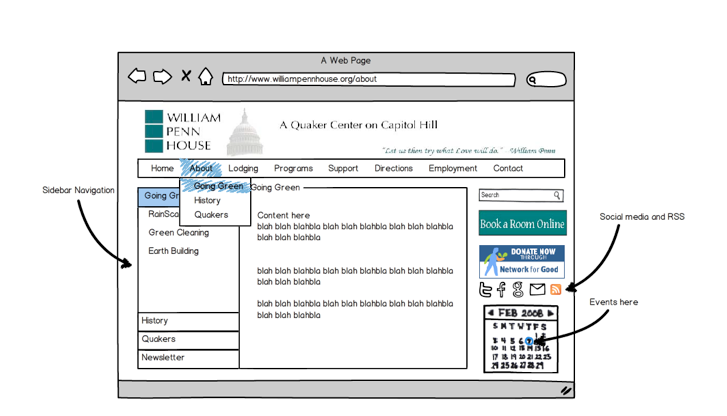 A Web Page
http://www.williampennhouse.org/about
WILLIAM
PENN
HOUSE
A Quaker Center on Capitol Hill
"Let us then try what Love will do." William Penn
Home About Lodging Programs Support Directions Employment Contact
Going Green
History
Quakers
Sidebar Navigation
Going Gr
RainSca
Green Cleaning
Earth Building
History
Quakers
Newsletter
Going Green
Content here
blah blah blahbla blah blah blahbla blah blah blahbla
blah blah blahbla
blah blah blahbla blah blah blahbla blah blah blahbla
blah blah blahbla
blah blah blahbla blah blah blahbla blah blah blahbla
blah blah blahbla
Search
Book a Room Online
DONATE NOW
THROUGH
Network for Good
Social media and RSS
Events here
FEB 2008
S M T W T F S
1 2
3 4 5 6 7 8 9
10 11 12 13 14 15 16
17 18 19 20 21 22 23
24 25 26 27 28 29